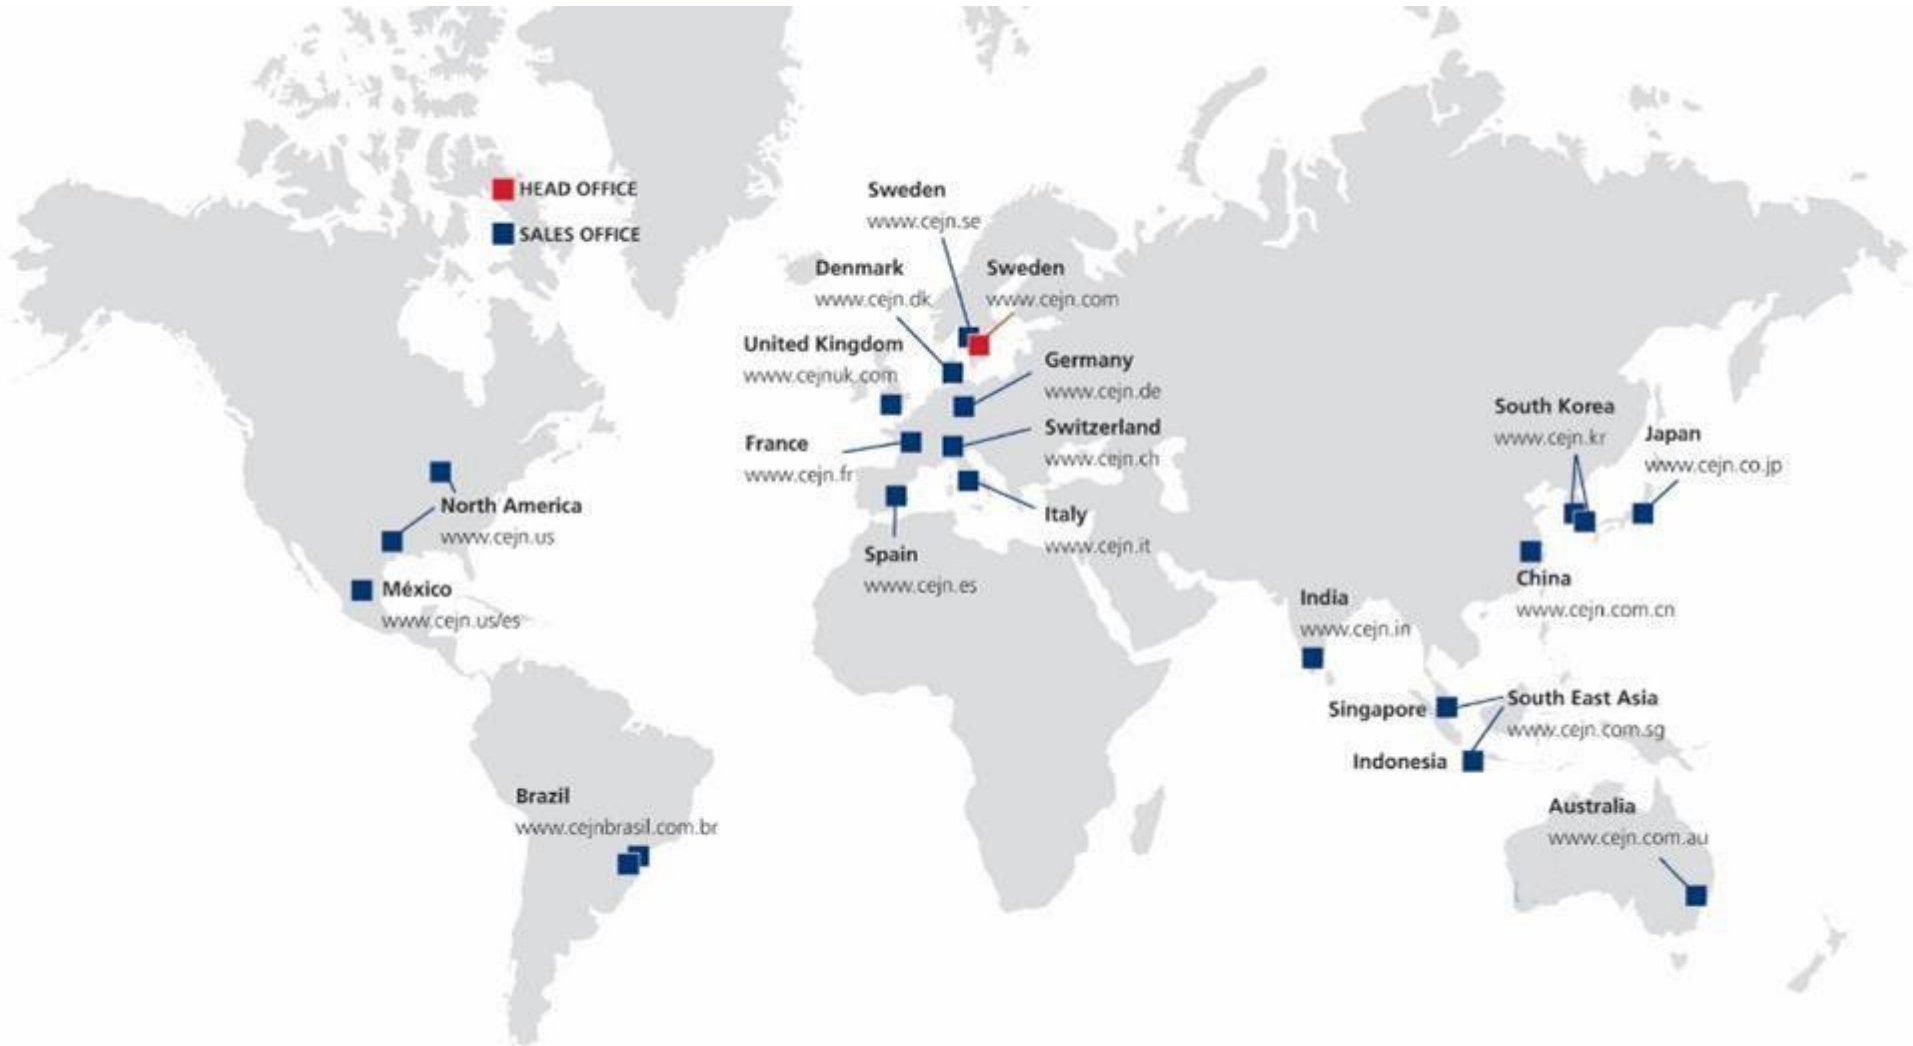 HEAD OFFICE
SALES OFFICE
Sweden
www.cejn.se
Denmark
www.cejn.dk
Sweden
www.cejn.com
United Kingdom
www.cejnuk.com
Germany
www.cejn.de
France
www.cejn.fr
Switzerland
www.cejn.ch
Spain
www.cejn.es
Italy
www.cejn.it
North America
www.cejn.us
México
www.cejn.us/es
Brazil
www.cejnbrasil.com.br
South Korea
www.cejn.kr
Japan
www.cejn.co.jp
China
www.cejn.com.cn
India
www.cejn.in
Singapore
South East Asia
www.cejn.com.sg
Indonesia
Australia
www.cejn.com.au